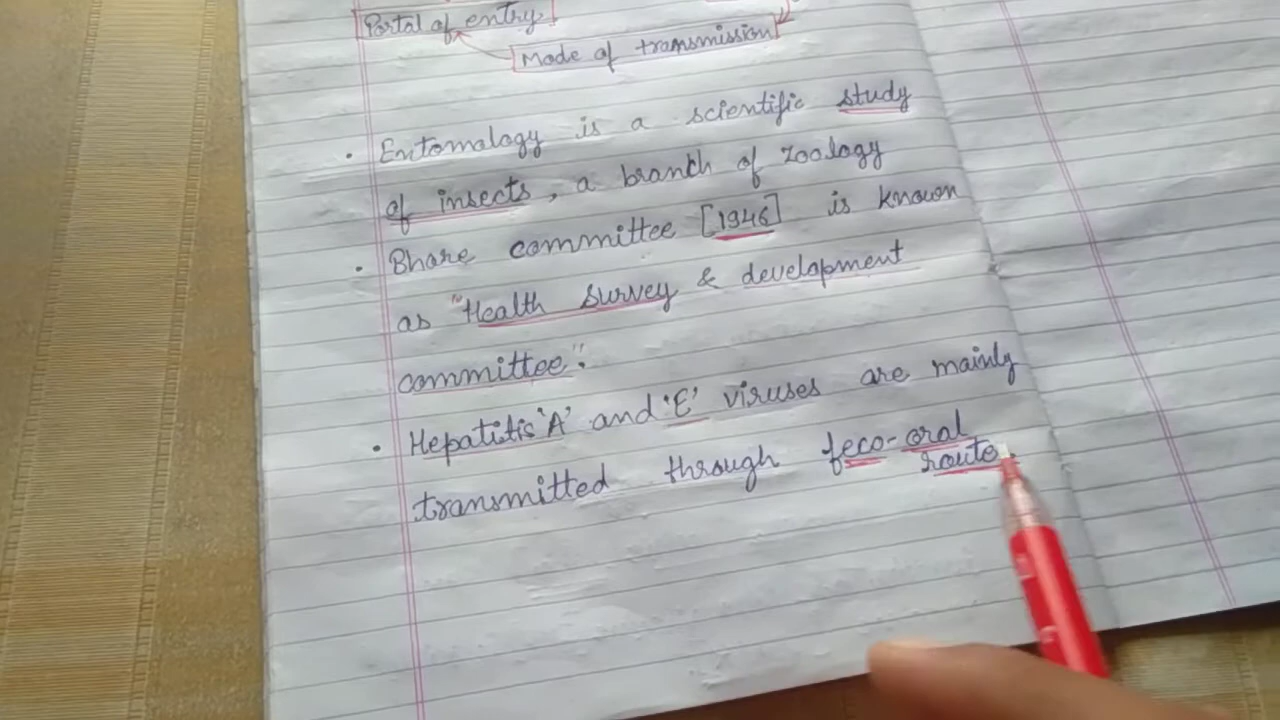 Portal of entry
Mode of transmission
• Entomology is a scientific study
of insects, a branch of zoology
• Bhore committee [1946] is known
as "Health survey & development
committee".
• Hepatitis 'A' and 'E' viruses are mainly
transmitted through feco-oral
route.